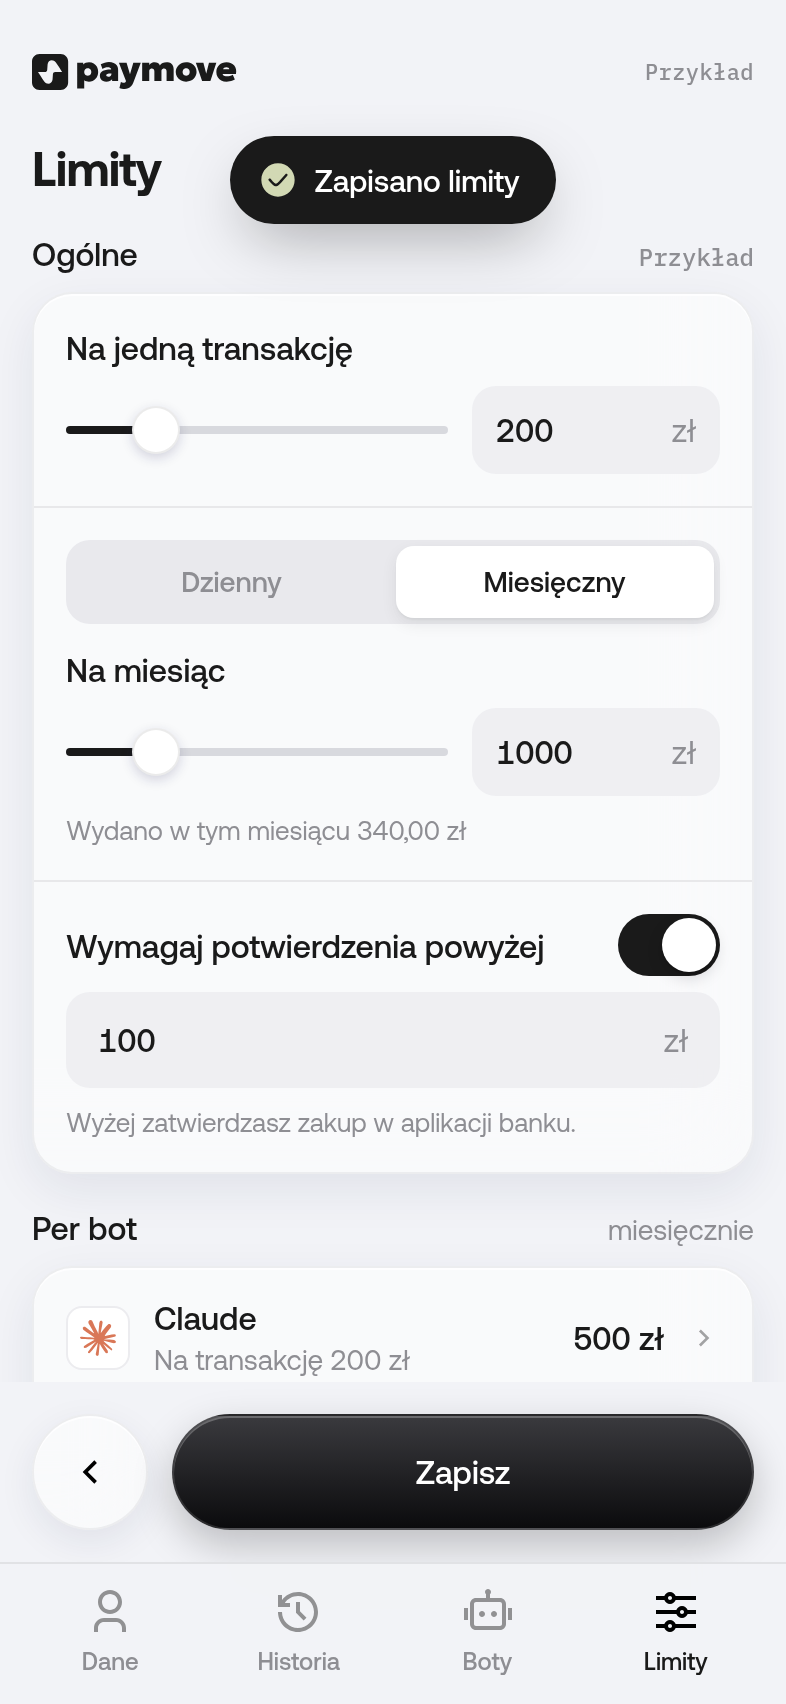 paymove
Przykład
Limity
Zapisano limity
Ogólne
Przykład
Na jedną transakcję
200 zł
Dzienny
Miesięczny
Na miesiąc
1000 zł
Wydano w tym miesiącu 340,00 zł
Wymagaj potwierdzenia powyżej
100 zł
Wyżej zatwierdzasz zakup w aplikacji banku.
Per bot
miesięcznie
Claude
Na transakcję 200 zł
500 zł
Zapisz
Dane
Historia
Boty
Limity